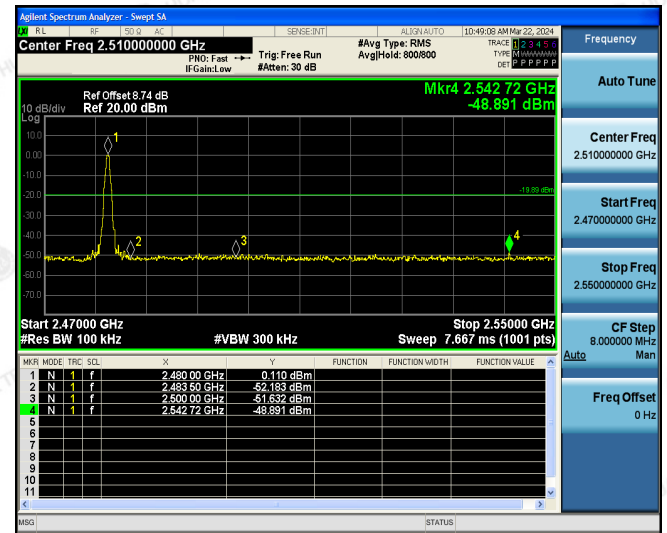 Agilent Spectrum Analyzer - Swept SA
LXI RL RF 50 Ω AC SENSE:INT ALIGN AUTO 10:49:08 AM Mar 22, 2024
Center Freq 2.510000000 GHz #Avg Type: RMS TRACE 1 2 3 4 5 6
PNO: Fast Trig: Free Run Avg|Hold: 800/800 TYPE MWWWWW
IFGain:Low #Atten: 30 dB DET P P P P P P
Mkr4 2.542 72 GHz
-48.891 dBm
Ref Offset 8.74 dB
10 dB/div Ref 20.00 dBm
Log
10.0
0.00
-10.0
-20.0
-30.0
-40.0
-50.0
-60.0
-70.0
1
2
3
4
-19.89 dBm
Start 2.47000 GHz Stop 2.55000 GHz
#Res BW 100 kHz #VBW 300 kHz Sweep 7.667 ms (1001 pts)
MKR MODE TRC SCL X Y FUNCTION FUNCTION WIDTH FUNCTION VALUE
1 N 1 f 2.480 00 GHz 0.110 dBm
2 N 1 f 2.483 50 GHz -52.183 dBm
3 N 1 f 2.500 00 GHz -51.632 dBm
4 N 1 f 2.542 72 GHz -48.891 dBm
5
6
7
8
9
10
11
MSG STATUS
Frequency
Auto Tune
Center Freq
2.510000000 GHz
Start Freq
2.470000000 GHz
Stop Freq
2.550000000 GHz
CF Step
8.000000 MHz
Auto Man
Freq Offset
0 Hz